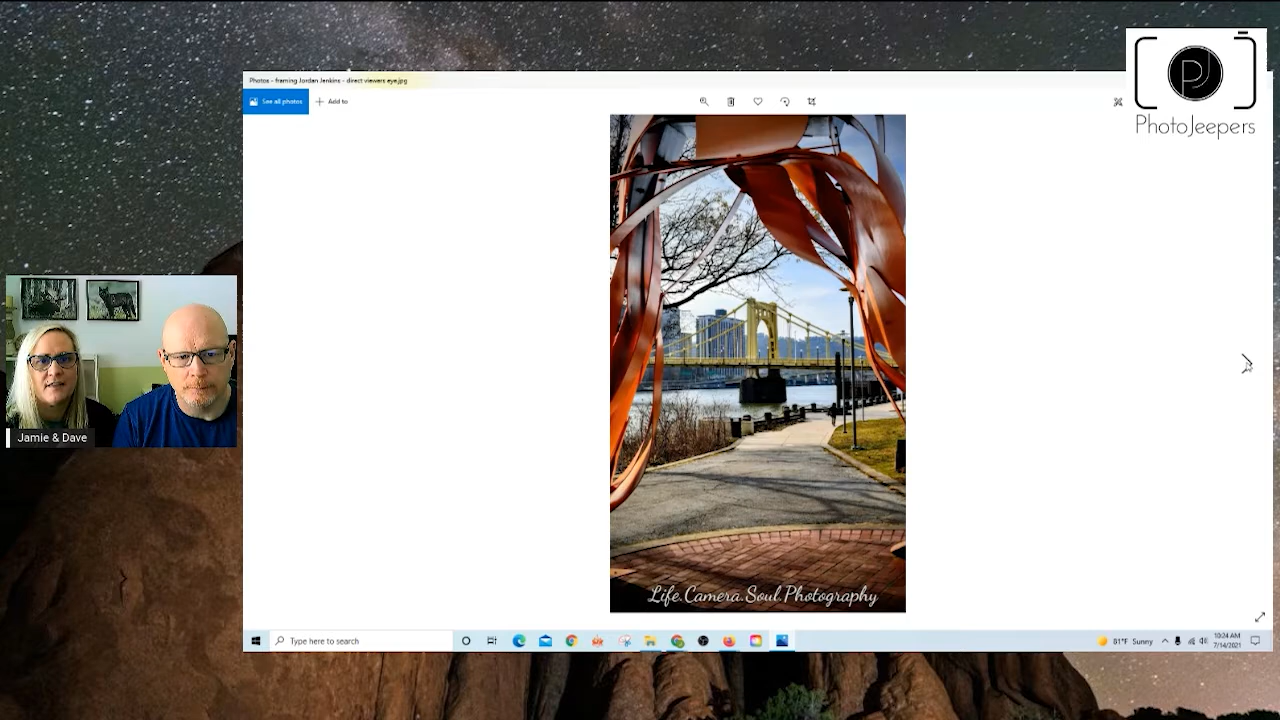 Photos - framing Jordan Jenkins - direct viewers eye.jpg
See all photos
Add to
PJ
PhotoJeepers
Jamie & Dave
Life.Camera.Soul.Photography
Type here to search
81°F Sunny
10:24 AM
7/14/2021